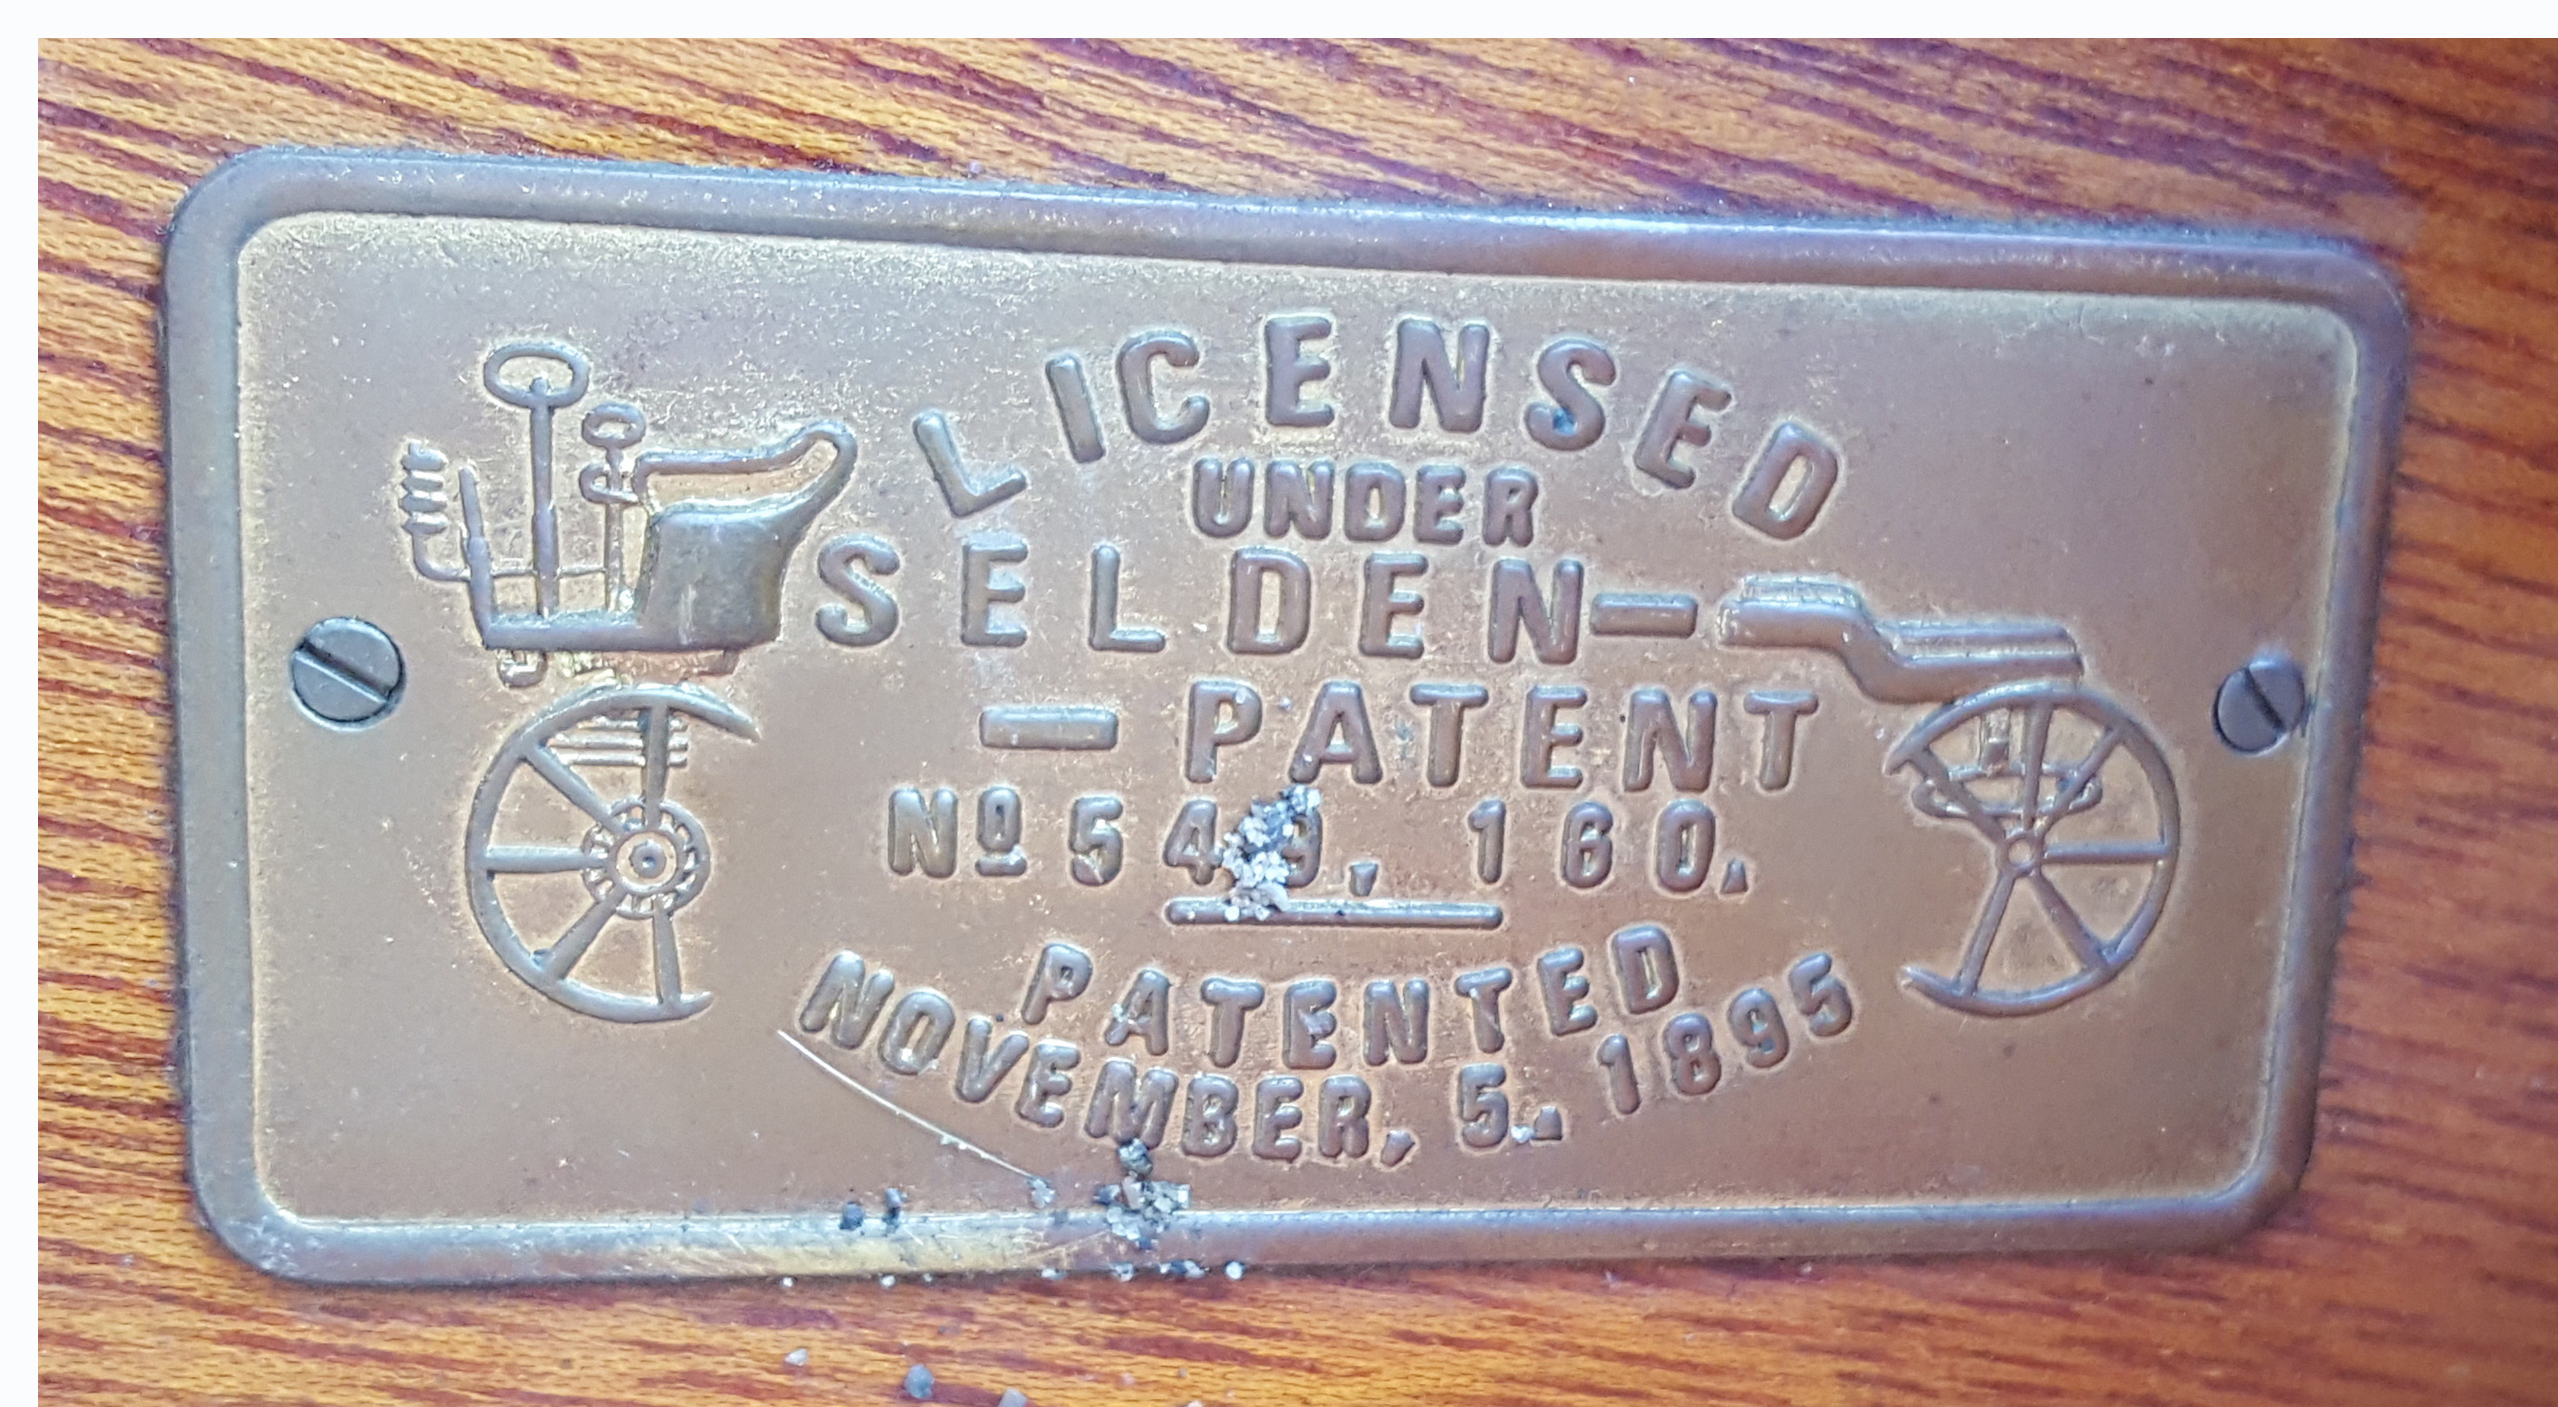 LICENSED
UNDER
SELDEN—
— PATENT
Nº 549, 160.
PATENTED
NOVEMBER, 5. 1895